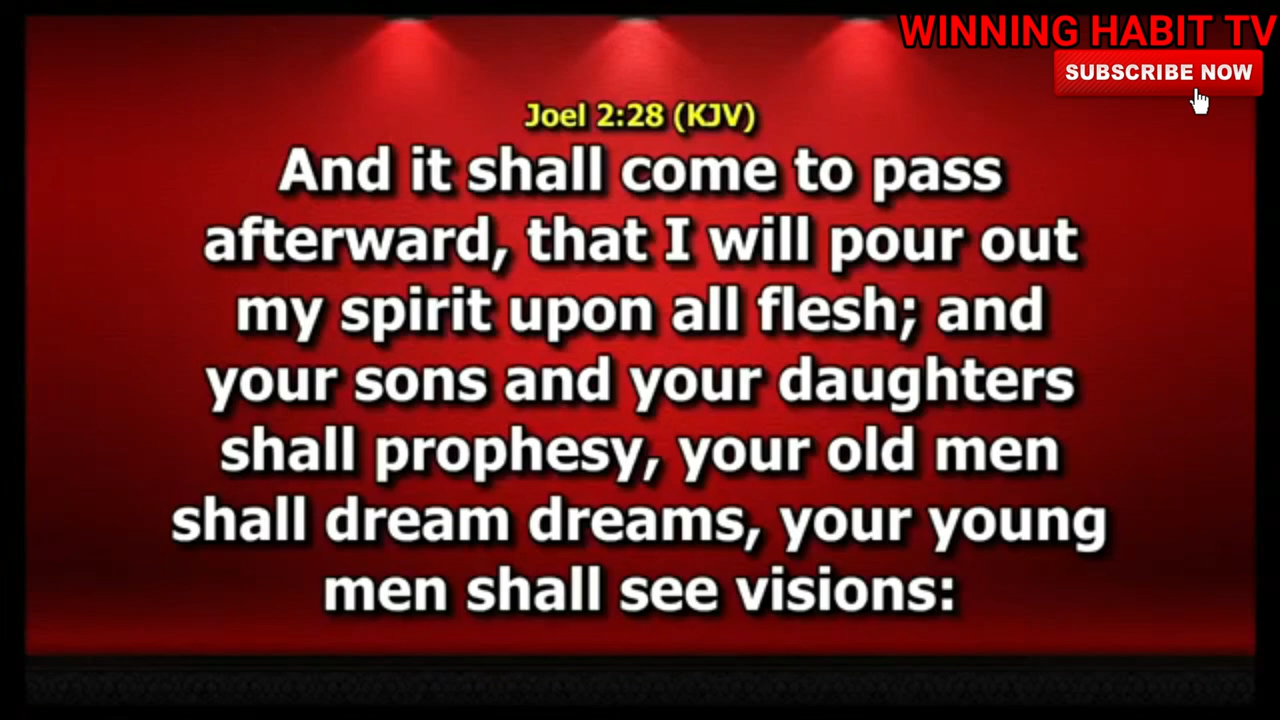 WINNING HABIT TV
SUBSCRIBE NOW
Joel 2:28 (KJV)
And it shall come to pass
afterward, that I will pour out
my spirit upon all flesh; and
your sons and your daughters
shall prophesy, your old men
shall dream dreams, your young
men shall see visions: